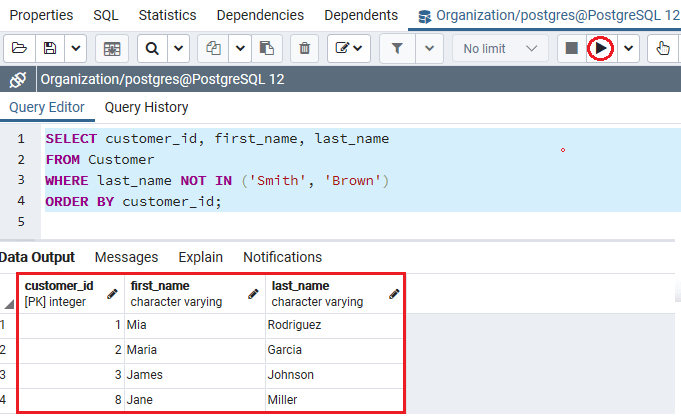 Properties SQL Statistics Dependencies Dependents Organization/postgres@PostgreSQL 12
No limit
Organization/postgres@PostgreSQL 12
Query Editor Query History
1 SELECT customer_id, first_name, last_name
2 FROM Customer
3 WHERE last_name NOT IN ('Smith', 'Brown')
4 ORDER BY customer_id;
5
Data Output Messages Explain Notifications
customer_id first_name last_name
[PK] integer character varying character varying
1 1 Mia Rodriguez
2 2 Maria Garcia
3 3 James Johnson
4 8 Jane Miller